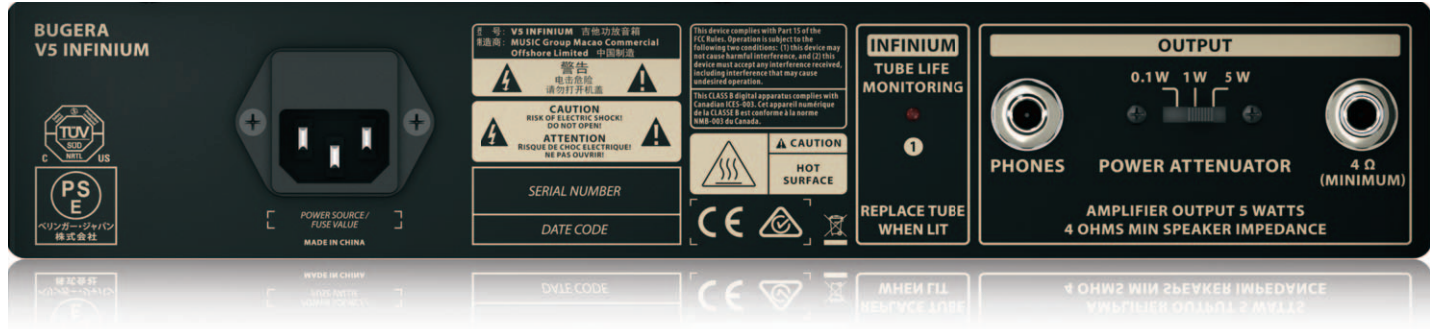 BUGERA
V5 INFINIUM
TUV
SUD
NRTL
C US
PS
E
ベリンガー・ジャパン
株式会社
POWER SOURCE /
FUSE VALUE
MADE IN CHINA
号: V5 INFINIUM 吉他功放音箱
制造商: MUSIC Group Macao Commercial
Offshore Limited 中国制造
警告
电击危险
请勿打开机盖
CAUTION
RISK OF ELECTRIC SHOCK!
DO NOT OPEN!
ATTENTION
RISQUE DE CHOC ELECTRIQUE!
NE PAS OUVRIR!
SERIAL NUMBER
DATE CODE
This device complies with Part 15 of the
FCC Rules. Operation is subject to the
following two conditions: (1) this device may
not cause harmful interference, and (2) this
device must accept any interference received,
including interference that may cause
undesired operation.
This CLASS B digital apparatus complies with
Canadian ICES-003. Cet appareil numérique
de la CLASSE B est conforme à la norme
NMB-003 du Canada.
CAUTION
HOT
SURFACE
CE
INFINIUM
TUBE LIFE
MONITORING
1
REPLACE TUBE
WHEN LIT
OUTPUT
0.1 W 1 W 5 W
PHONES
POWER ATTENUATOR
4 Ω
(MINIMUM)
AMPLIFIER OUTPUT 5 WATTS
4 OHMS MIN SPEAKER IMPEDANCE